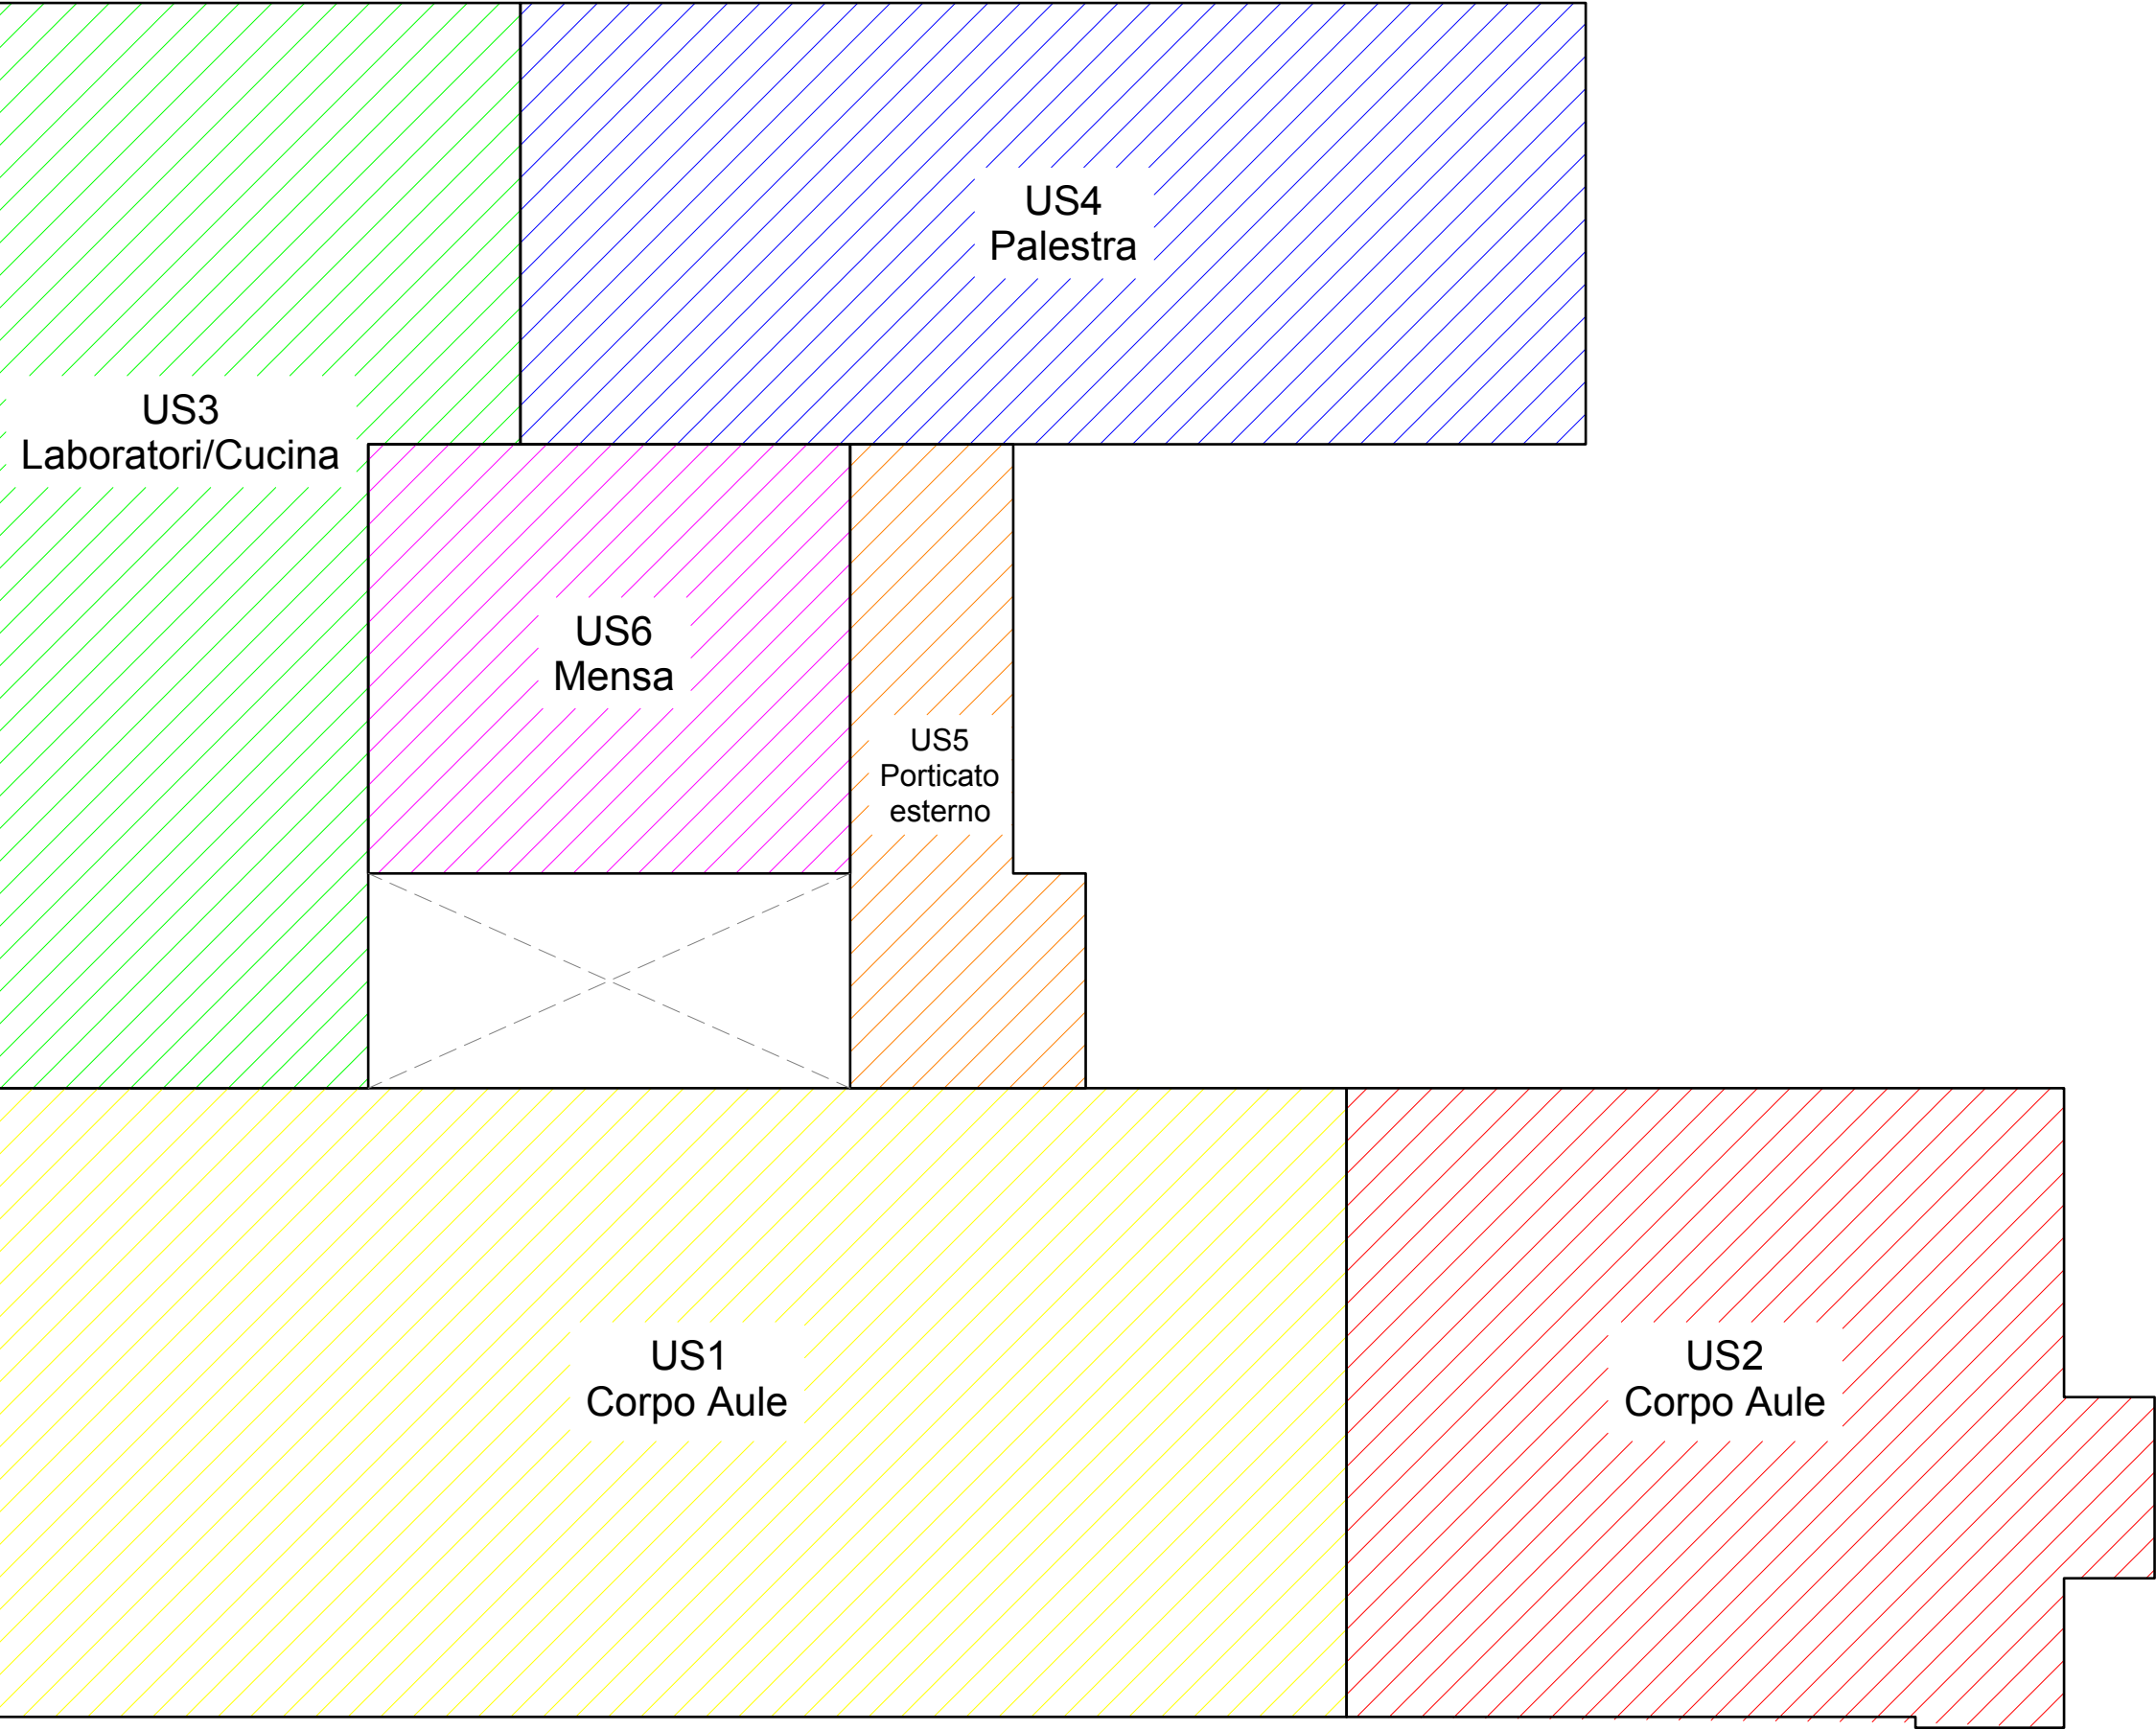 US4
Palestra
US3
Laboratori/Cucina
US6
Mensa
US5
Porticato
esterno
US1
Corpo Aule
US2
Corpo Aule